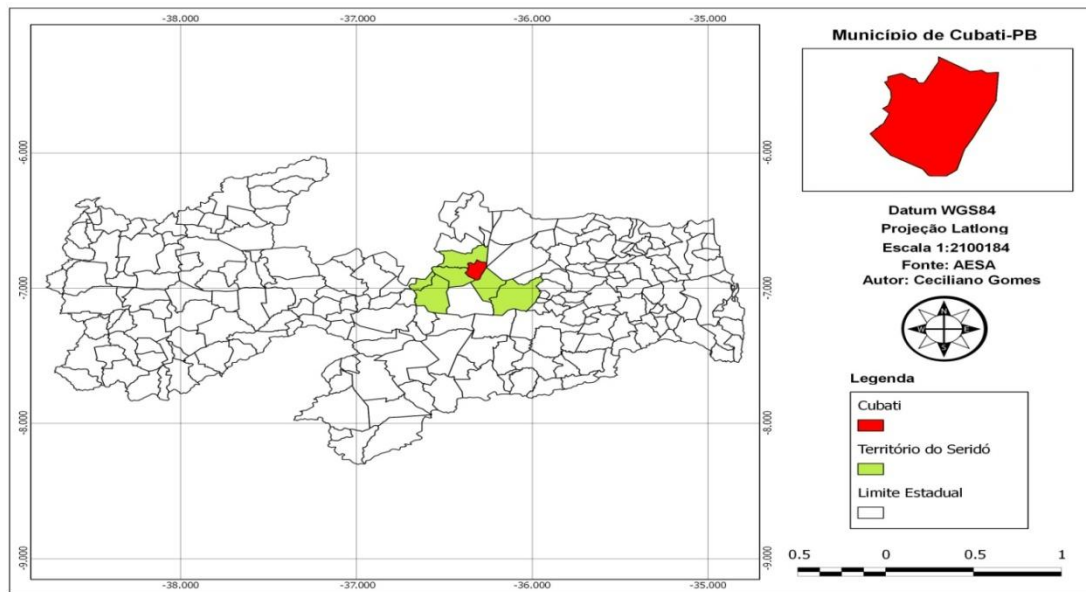 -38.000
-37.000
-36.000
-35.000
-6.000
-7.000
-8.000
-9.000
-6.000
-7.000
-8.000
-9.000
-38.000
-37.000
-36.000
-35.000
Município de Cubati-PB
Datum WGS84
Projeção Latlong
Escala 1:2100184
Fonte: AESA
Autor: Ceciliano Gomes
N
W E
S
Legenda
Cubati
Território do Seridó
Limite Estadual
0.5 0 0.5 1